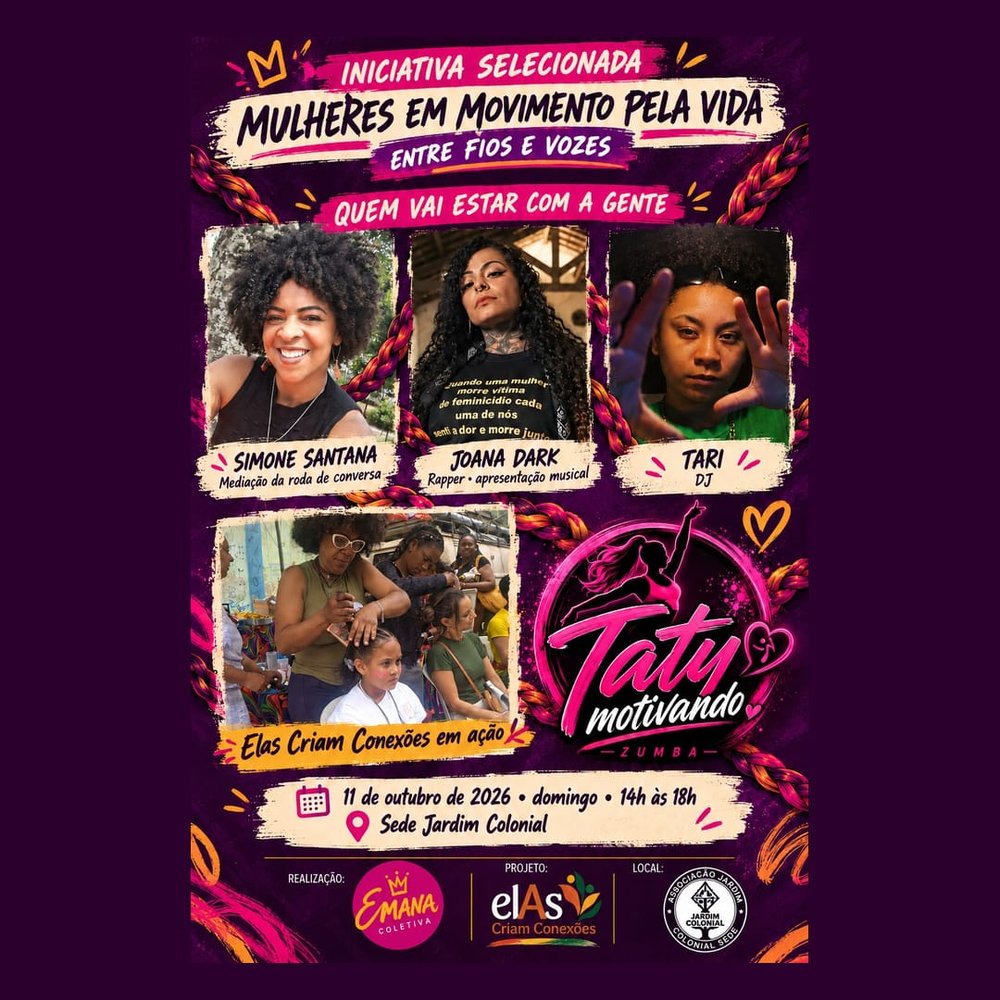 INICIATIVA SELECIONADA
MULHERES EM MOVIMENTO PELA VIDA
ENTRE FIOS E VOZES
QUEM VAI ESTAR COM A GENTE
Quando uma mulher
morre vítima
de feminicídio cada
uma de nós
senti a dor e morre junto
SIMONE SANTANA
Mediação da roda de conversa
JOANA DARK
Rapper • apresentação musical
TARI
DJ
Elas Criam Conexões em ação
Taty
motivando
ZUMBA
11 de outubro de 2026 • domingo • 14h às 18h
Sede Jardim Colonial
REALIZAÇÃO:
EMANA
COLETIVA
PROJETO:
elAs
Criam Conexões
LOCAL:
ASSOCIAÇÃO JARDIM
JARDIM
COLONIAL
COLONIAL SEDE